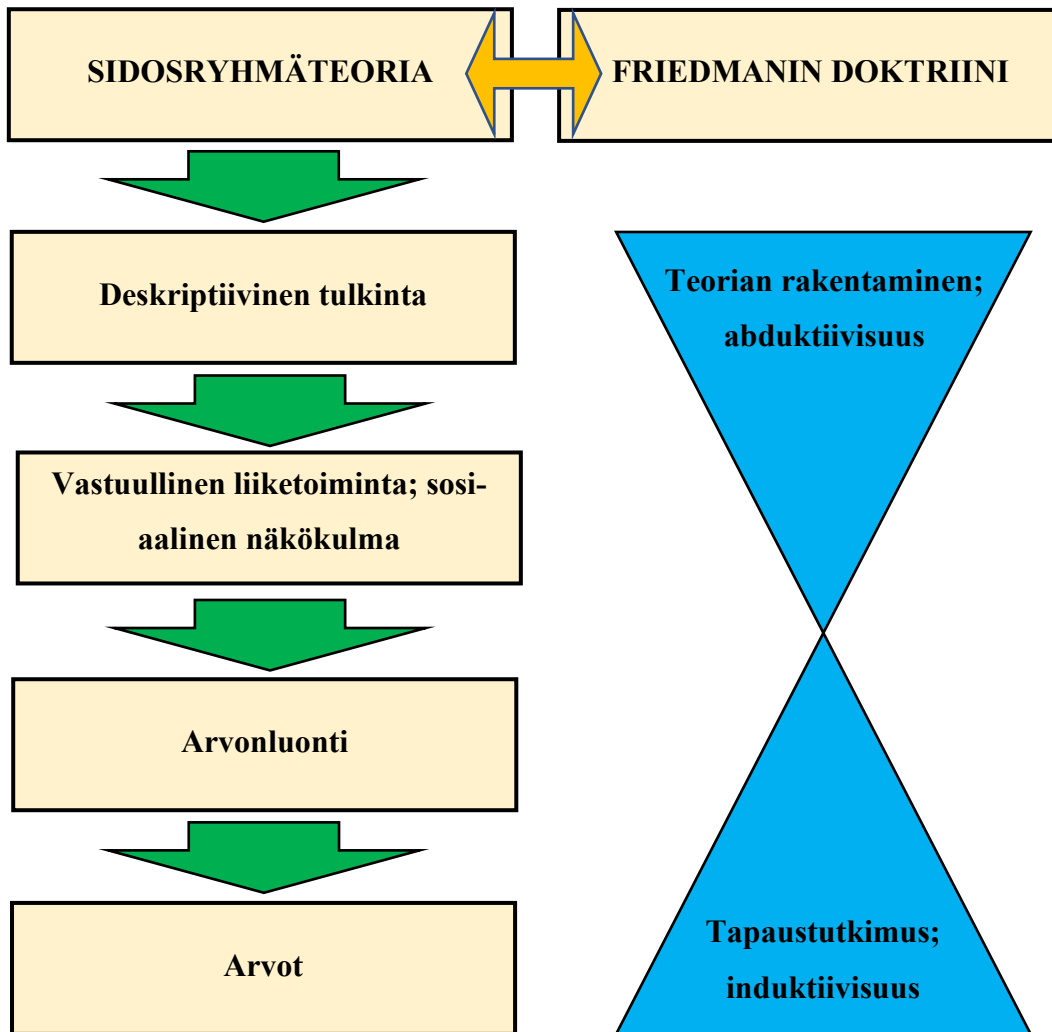 SIDOSRYHMÄTEORIA
FRIEDMANIN DOKTRIINI
Deskriptiivinen tulkinta
Vastuullinen liiketoiminta; sosi-
aalinen näkökulma
Arvonluonti
Arvot
Teorian rakentaminen;
abduktiivisuus
Tapaustutkimus;
induktiivisuus